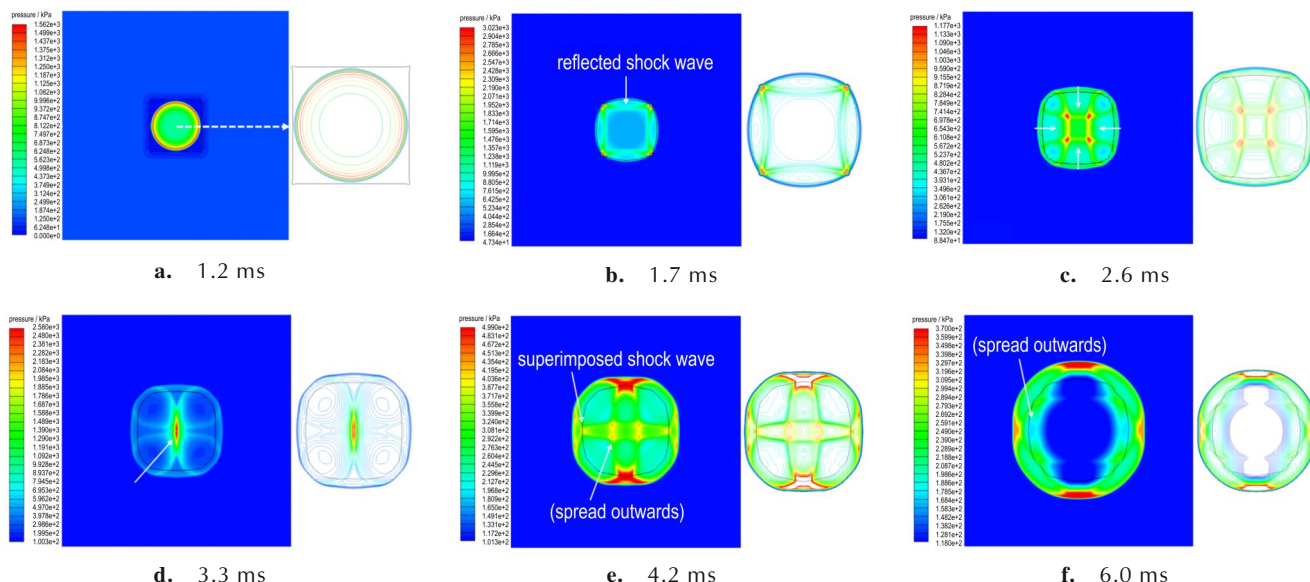 pressure / kPa
1.562e+3
1.499e+3
1.437e+3
1.375e+3
1.312e+3
1.250e+3
1.187e+3
1.125e+3
1.062e+3
9.996e+2
9.372e+2
8.747e+2
8.122e+2
7.497e+2
6.873e+2
6.248e+2
5.623e+2
4.998e+2
4.373e+2
3.749e+2
3.124e+2
2.499e+2
1.874e+2
1.250e+2
6.248e+1
0.000e+0
a. 1.2 ms
pressure / kPa
3.023e+3
2.904e+3
2.785e+3
2.666e+3
2.547e+3
2.428e+3
2.309e+3
2.190e+3
2.071e+3
1.952e+3
1.833e+3
1.714e+3
1.595e+3
1.476e+3
1.357e+3
1.238e+3
1.119e+3
9.995e+2
8.805e+2
7.615e+2
6.425e+2
5.234e+2
4.044e+2
2.854e+2
1.664e+2
4.734e+1
reflected shock wave
b. 1.7 ms
pressure / kPa
1.177e+3
1.133e+3
1.090e+3
1.046e+3
1.003e+3
9.590e+2
9.155e+2
8.719e+2
8.284e+2
7.849e+2
7.414e+2
6.978e+2
6.543e+2
6.108e+2
5.672e+2
5.237e+2
4.802e+2
4.367e+2
3.931e+2
3.496e+2
3.061e+2
2.626e+2
2.190e+2
1.755e+2
1.320e+2
8.847e+1
c. 2.6 ms
pressure / kPa
2.580e+3
2.480e+3
2.381e+3
2.282e+3
2.183e+3
2.084e+3
1.985e+3
1.885e+3
1.786e+3
1.687e+3
1.588e+3
1.489e+3
1.390e+3
1.290e+3
1.191e+3
1.092e+3
9.928e+2
8.937e+2
7.945e+2
6.953e+2
5.962e+2
4.970e+2
3.978e+2
2.986e+2
1.995e+2
1.003e+2
d. 3.3 ms
pressure / kPa
4.990e+2
4.831e+2
4.672e+2
4.513e+2
4.354e+2
4.195e+2
4.036e+2
3.877e+2
3.717e+2
3.558e+2
3.399e+2
3.240e+2
3.081e+2
2.922e+2
2.763e+2
2.604e+2
2.445e+2
2.286e+2
2.127e+2
1.968e+2
1.809e+2
1.650e+2
1.491e+2
1.331e+2
1.172e+2
1.013e+2
superimposed shock wave
(spread outwards)
e. 4.2 ms
pressure / kPa
3.700e+2
3.599e+2
3.498e+2
3.398e+2
3.297e+2
3.196e+2
3.095e+2
2.994e+2
2.894e+2
2.793e+2
2.692e+2
2.591e+2
2.490e+2
2.390e+2
2.289e+2
2.188e+2
2.087e+2
1.986e+2
1.886e+2
1.785e+2
1.684e+2
1.583e+2
1.482e+2
1.382e+2
1.281e+2
1.180e+2
(spread outwards)
f. 6.0 ms